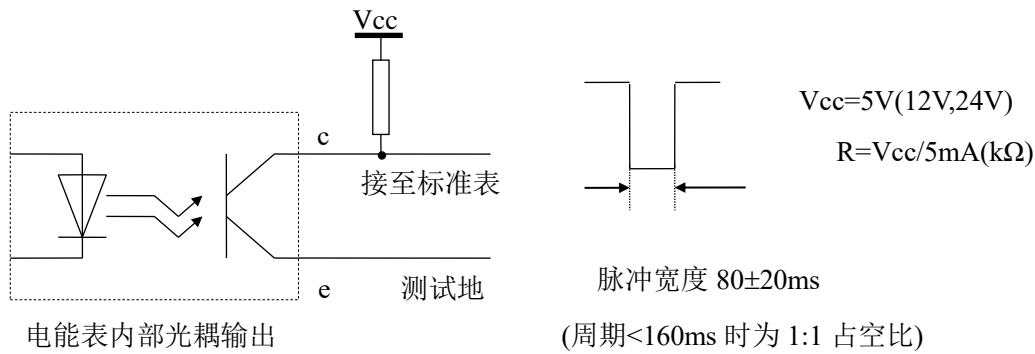 Vcc
c
接至标准表
e
测试地
电能表内部光耦输出
Vcc=5V(12V,24V)
R=Vcc/5mA(kΩ)
脉冲宽度 80±20ms
(周期<160ms 时为 1:1 占空比)